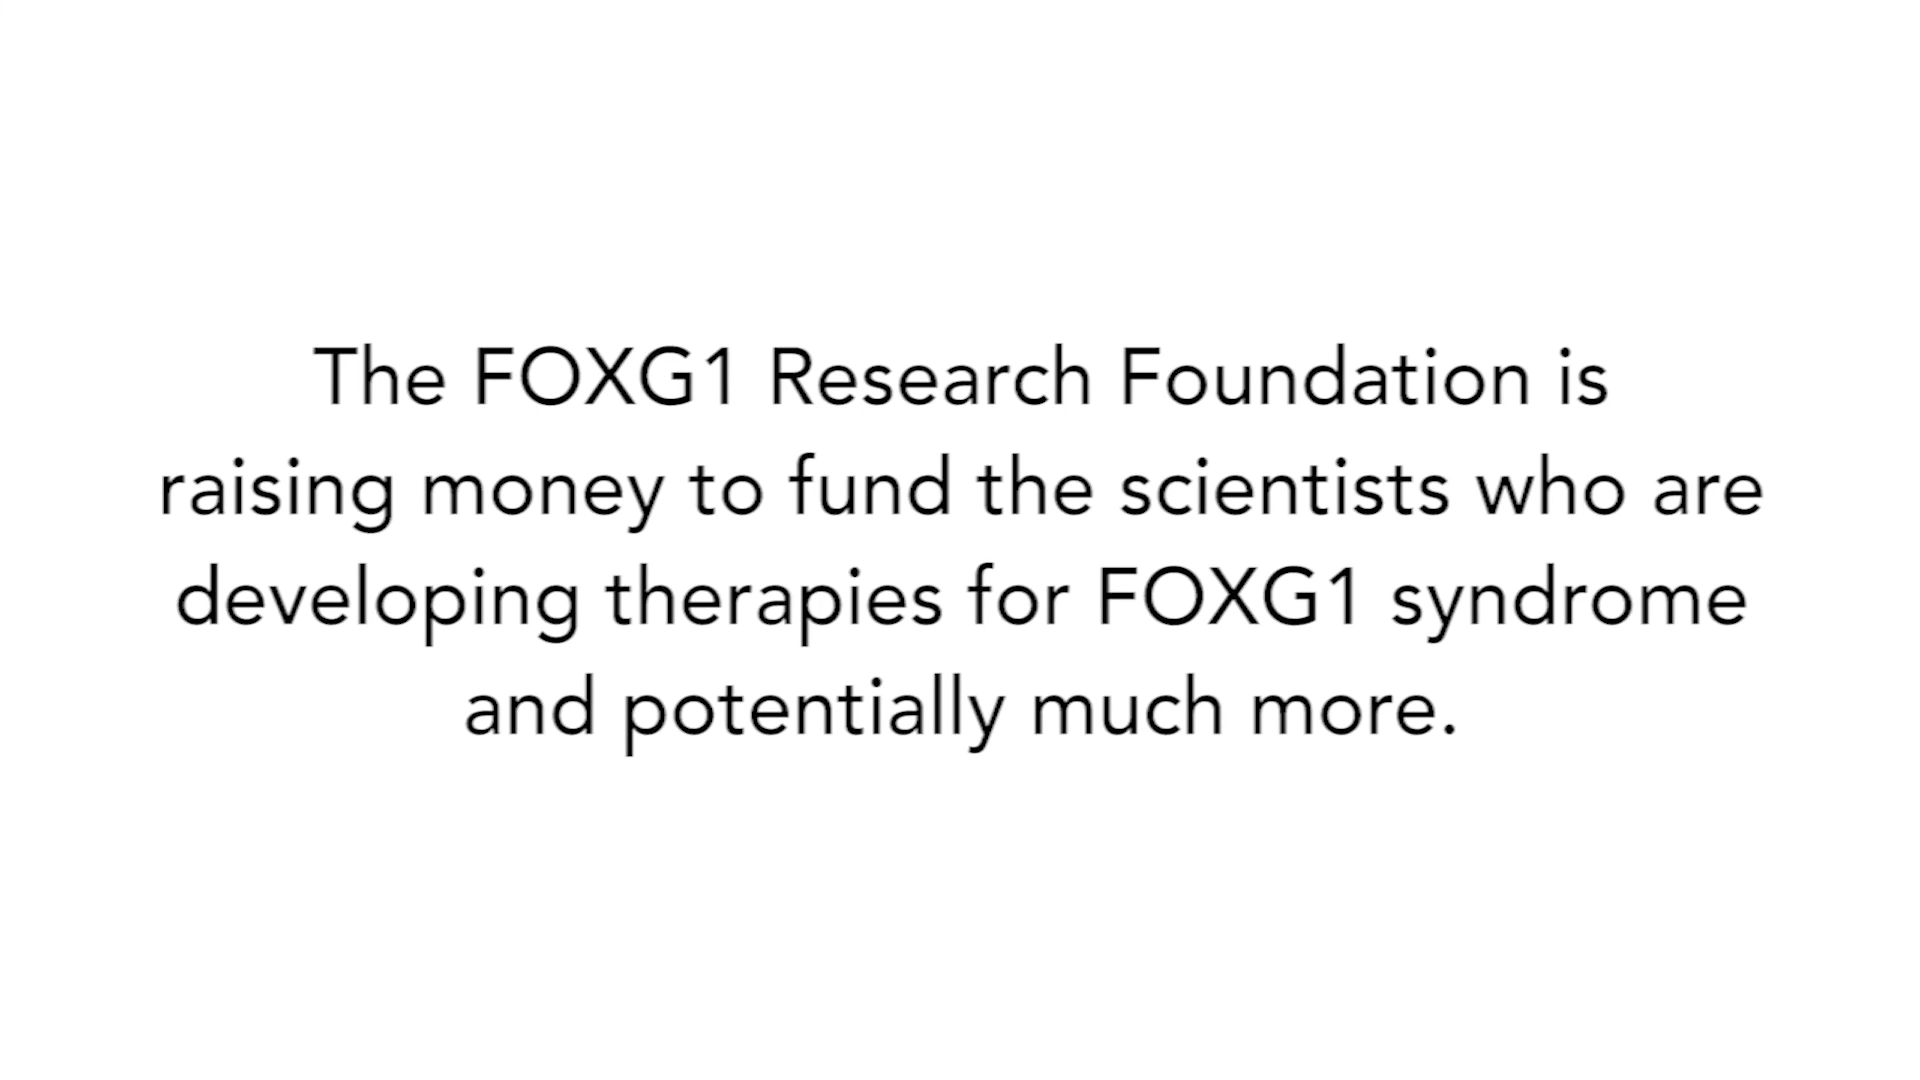 The FOXG1 Research Foundation is
raising money to fund the scientists who are
developing therapies for FOXG1 syndrome
and potentially much more.